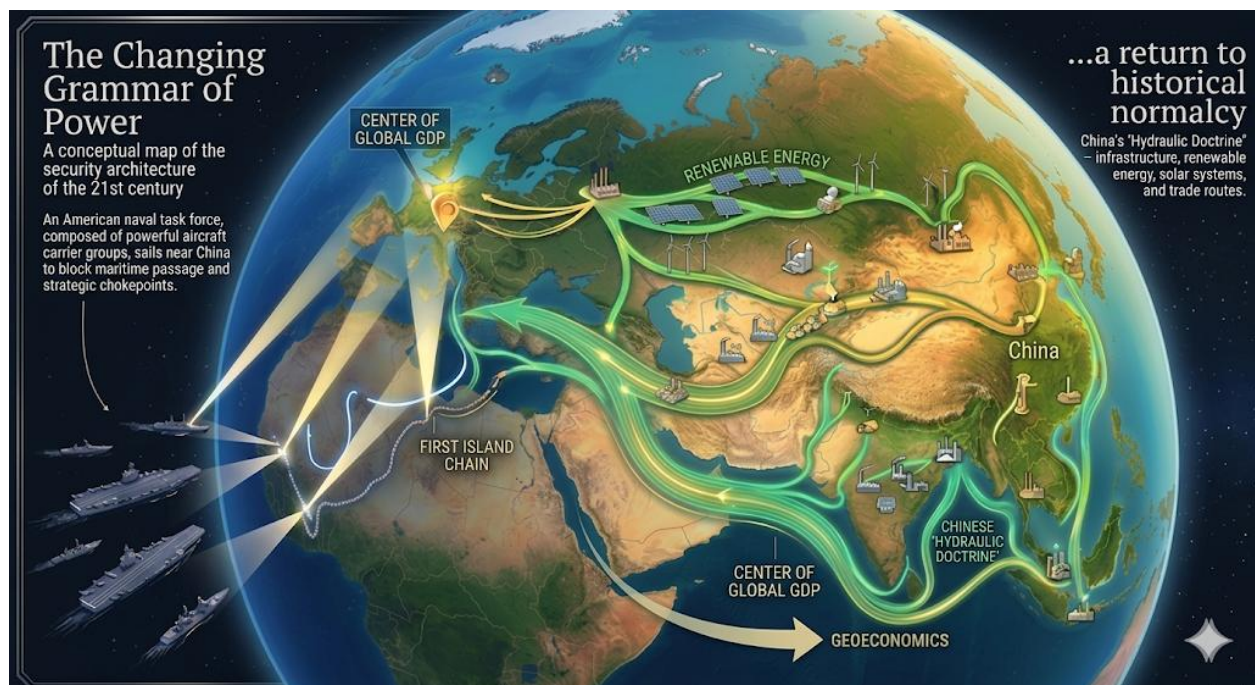 The Changing
Grammar of
Power
A conceptual map of the
security architecture
of the 21st century
An American naval task force,
composed of powerful aircraft
carrier groups, sails near China
to block maritime passage and
strategic chokepoints.
CENTER OF
GLOBAL GDP
RENEWABLE ENERGY
...a return to
historical
normalcy
China's 'Hydraulic Doctrine"
– infrastructure, renewable
energy, solar systems,
and trade routes.
China
FIRST ISLAND
CHAIN
CHINESE
'HYDRAULIC
DOCTRINE'
CENTER OF
GLOBAL GDP
GEOECONOMICS